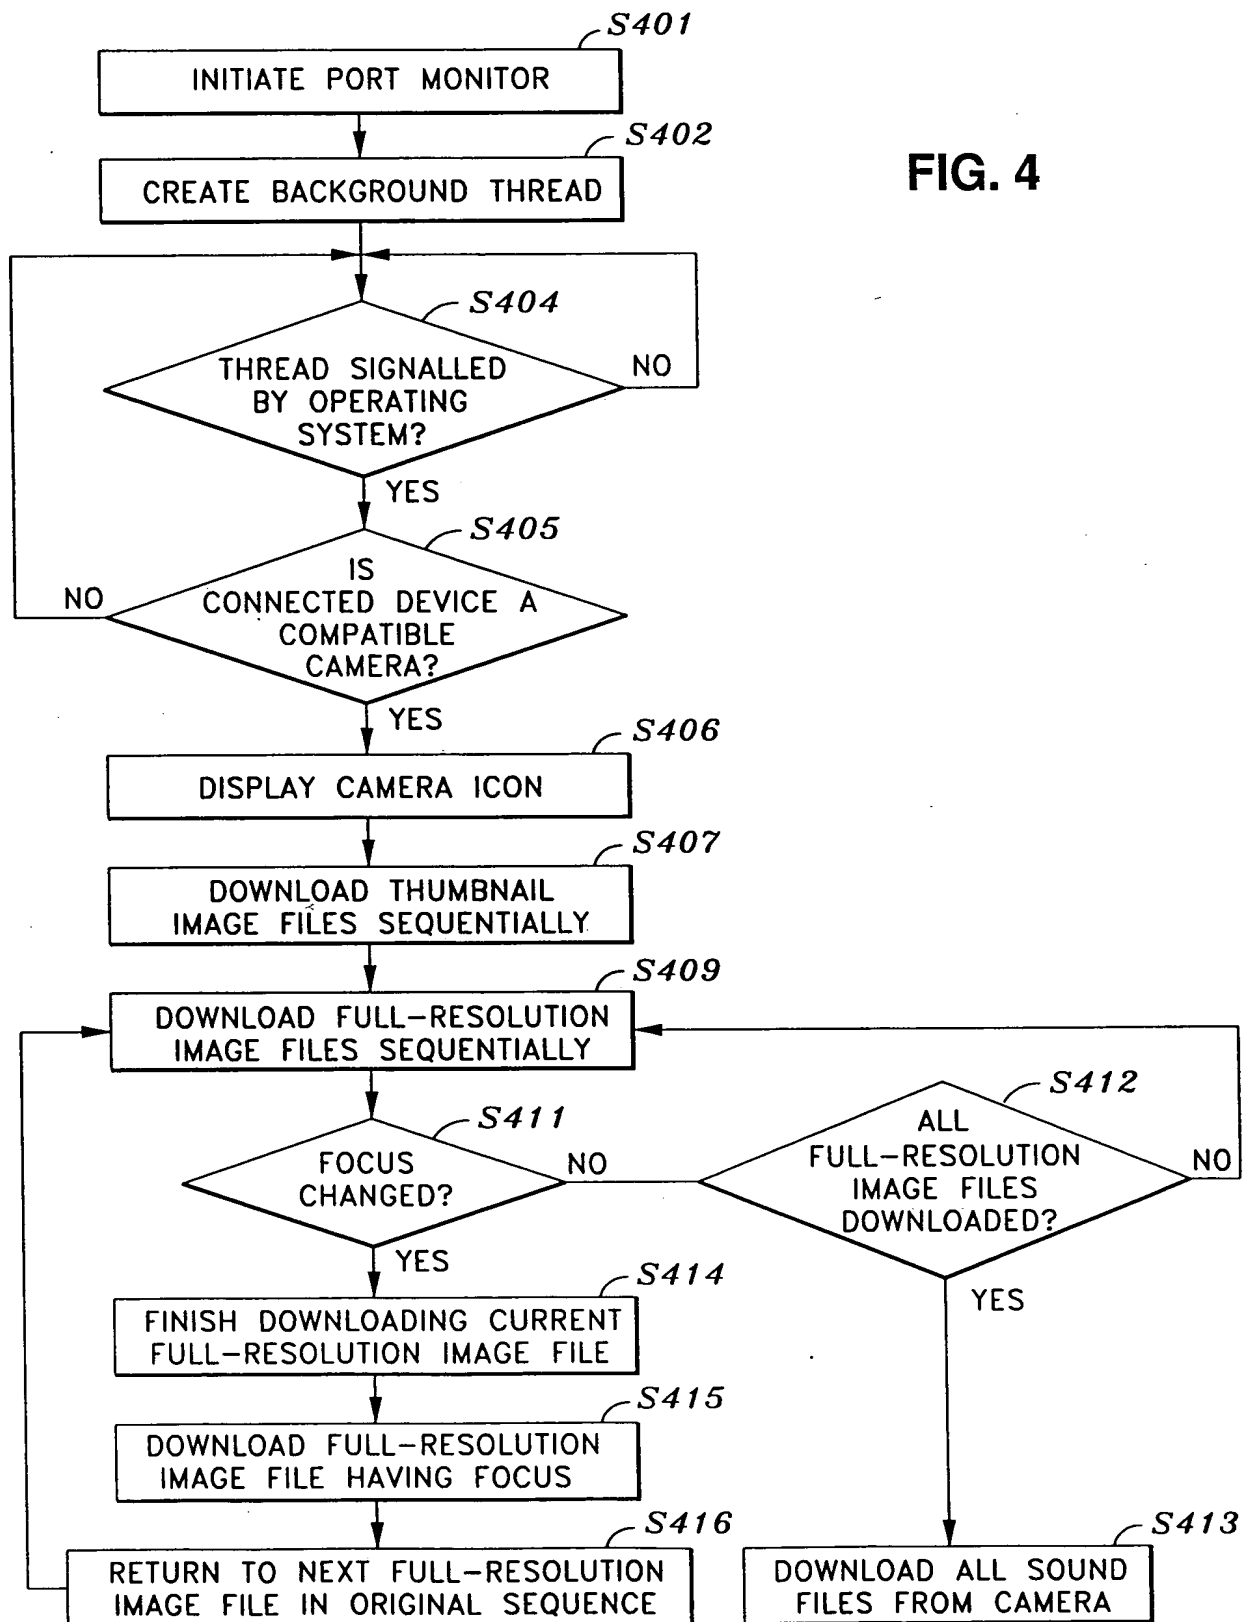 S401
INITIATE PORT MONITOR
S402
CREATE BACKGROUND THREAD
FIG. 4
S404
THREAD SIGNALLED
BY OPERATING
SYSTEM?
NO
YES
S405
IS
CONNECTED DEVICE A
COMPATIBLE
CAMERA?
NO
YES
S406
DISPLAY CAMERA ICON
S407
DOWNLOAD THUMBNAIL
IMAGE FILES SEQUENTIALLY
S409
DOWNLOAD FULL-RESOLUTION
IMAGE FILES SEQUENTIALLY
S411
FOCUS
CHANGED?
NO
YES
S412
ALL
FULL-RESOLUTION
IMAGE FILES
DOWNLOADED?
NO
YES
S414
FINISH DOWNLOADING CURRENT
FULL-RESOLUTION IMAGE FILE
S415
DOWNLOAD FULL-RESOLUTION
IMAGE FILE HAVING FOCUS
S416
RETURN TO NEXT FULL-RESOLUTION
IMAGE FILE IN ORIGINAL SEQUENCE
S413
DOWNLOAD ALL SOUND
FILES FROM CAMERA